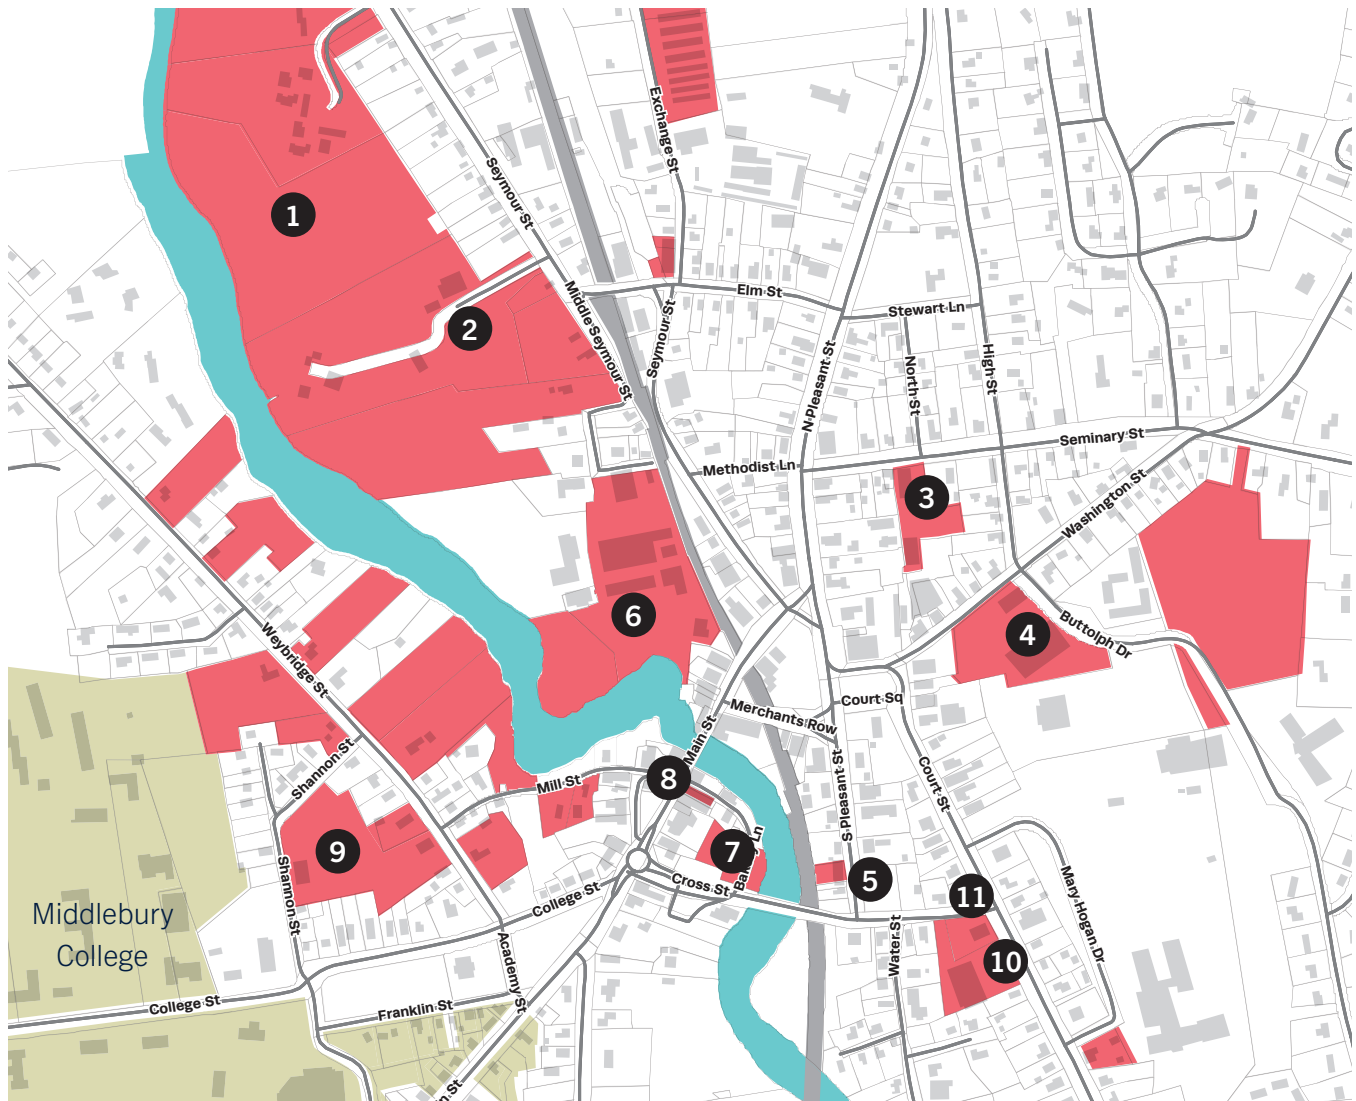 Exchange St
1
Seymour St
2
Middle Seymour St
Elm St
Seymour St
Stewart Ln
N Pleasant St
North St
High St
Seminary St
Methodist Ln
3
Washington St
6
4
Buttolph Dr
Weybridge St
Court Sq
Merchants Row
Main St
Shannon St
8
Mill St
Court St
S Pleasant St
9
7
5
Cross St
Shannon St
College St
11
Mary Hogan Dr
Middlebury
College
Water St
10
Academy St
College St
Franklin St